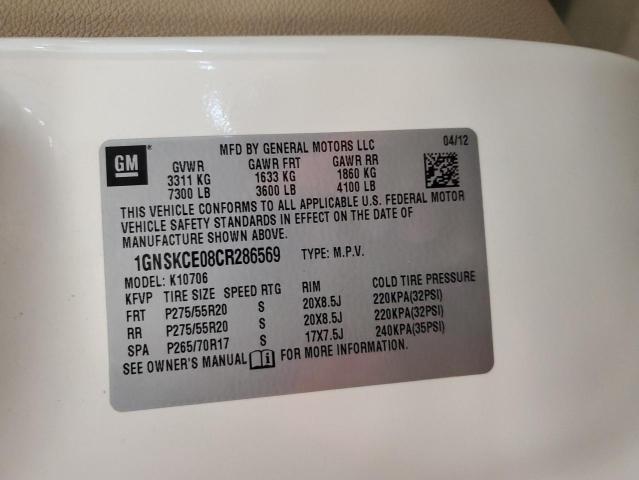 GM®
MFD BY GENERAL MOTORS LLC 04/12
GVWR GAWR FRT GAWR RR
3311 KG 1633 KG 1860 KG
7300 LB 3600 LB 4100 LB
THIS VEHICLE CONFORMS TO ALL APPLICABLE U.S. FEDERAL MOTOR
VEHICLE SAFETY STANDARDS IN EFFECT ON THE DATE OF
MANUFACTURE SHOWN ABOVE.
1GNSKCE08CR286569 TYPE: M.P.V.
MODEL: K10706
KFVP TIRE SIZE SPEED RTG RIM COLD TIRE PRESSURE
FRT P275/55R20 S 20X8.5J 220KPA(32PSI)
RR P275/55R20 S 20X8.5J 220KPA(32PSI)
SPA P265/70R17 S 17X7.5J 240KPA(35PSI)
SEE OWNER'S MANUAL i FOR MORE INFORMATION.